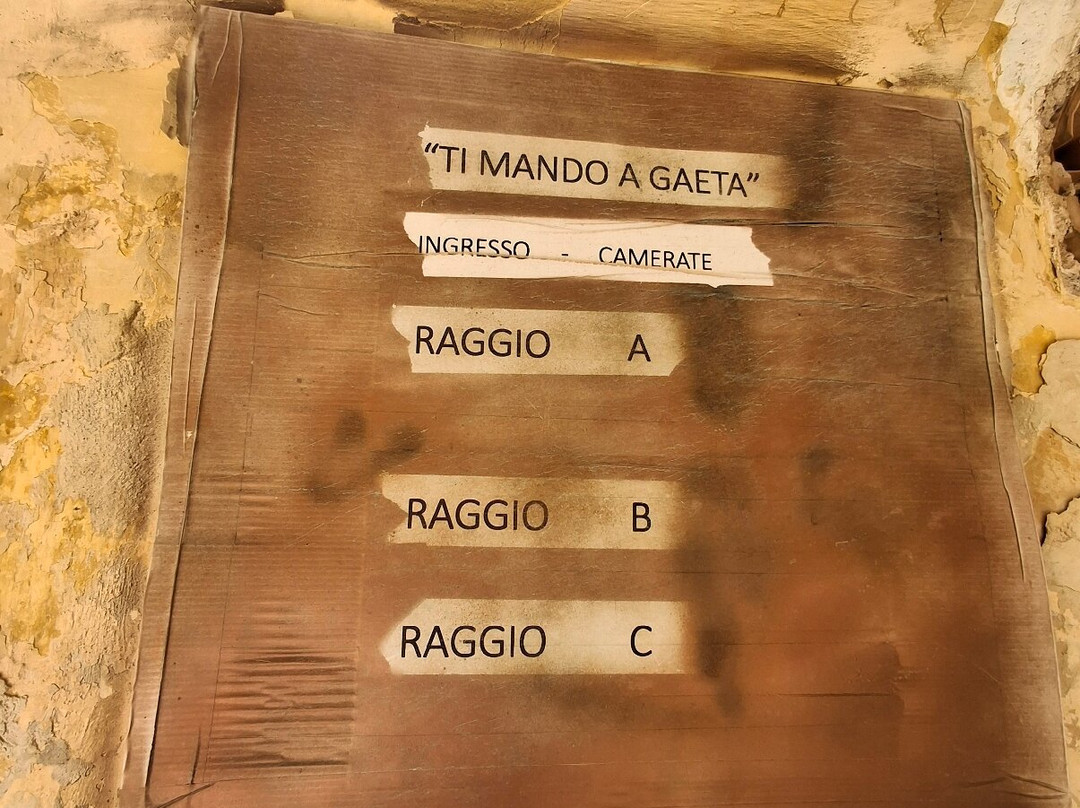 “TI MANDO A GAETA”
INGRESSO - CAMERATE
RAGGIO A
RAGGIO B
RAGGIO C